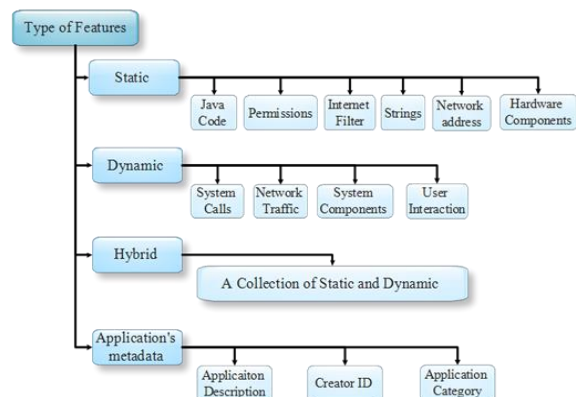 Type of Features
Static
Java
Code
Permissions
Internet
Filter
Strings
Network
address
Hardware
Components
Dynamic
System
Calls
Network
Traffic
System
Components
User
Interaction
Hybrid
A Collection of Static and Dynamic
Application's
metadata
Applicaiton
Description
Creator ID
Application
Category